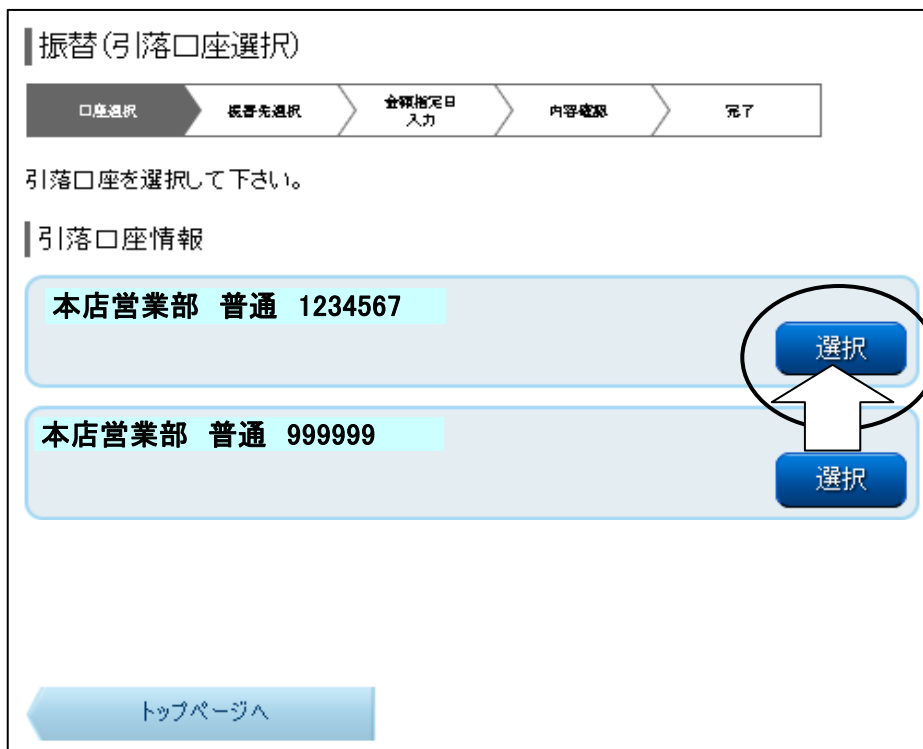 振替(引落口座選択)
口座選択
振替先選択
金額指定日
入力
内容確認
完了
引落口座を選択して下さい。
引落口座情報
本店営業部 普通 1234567
選択
本店営業部 普通 999999
選択
トップページへ